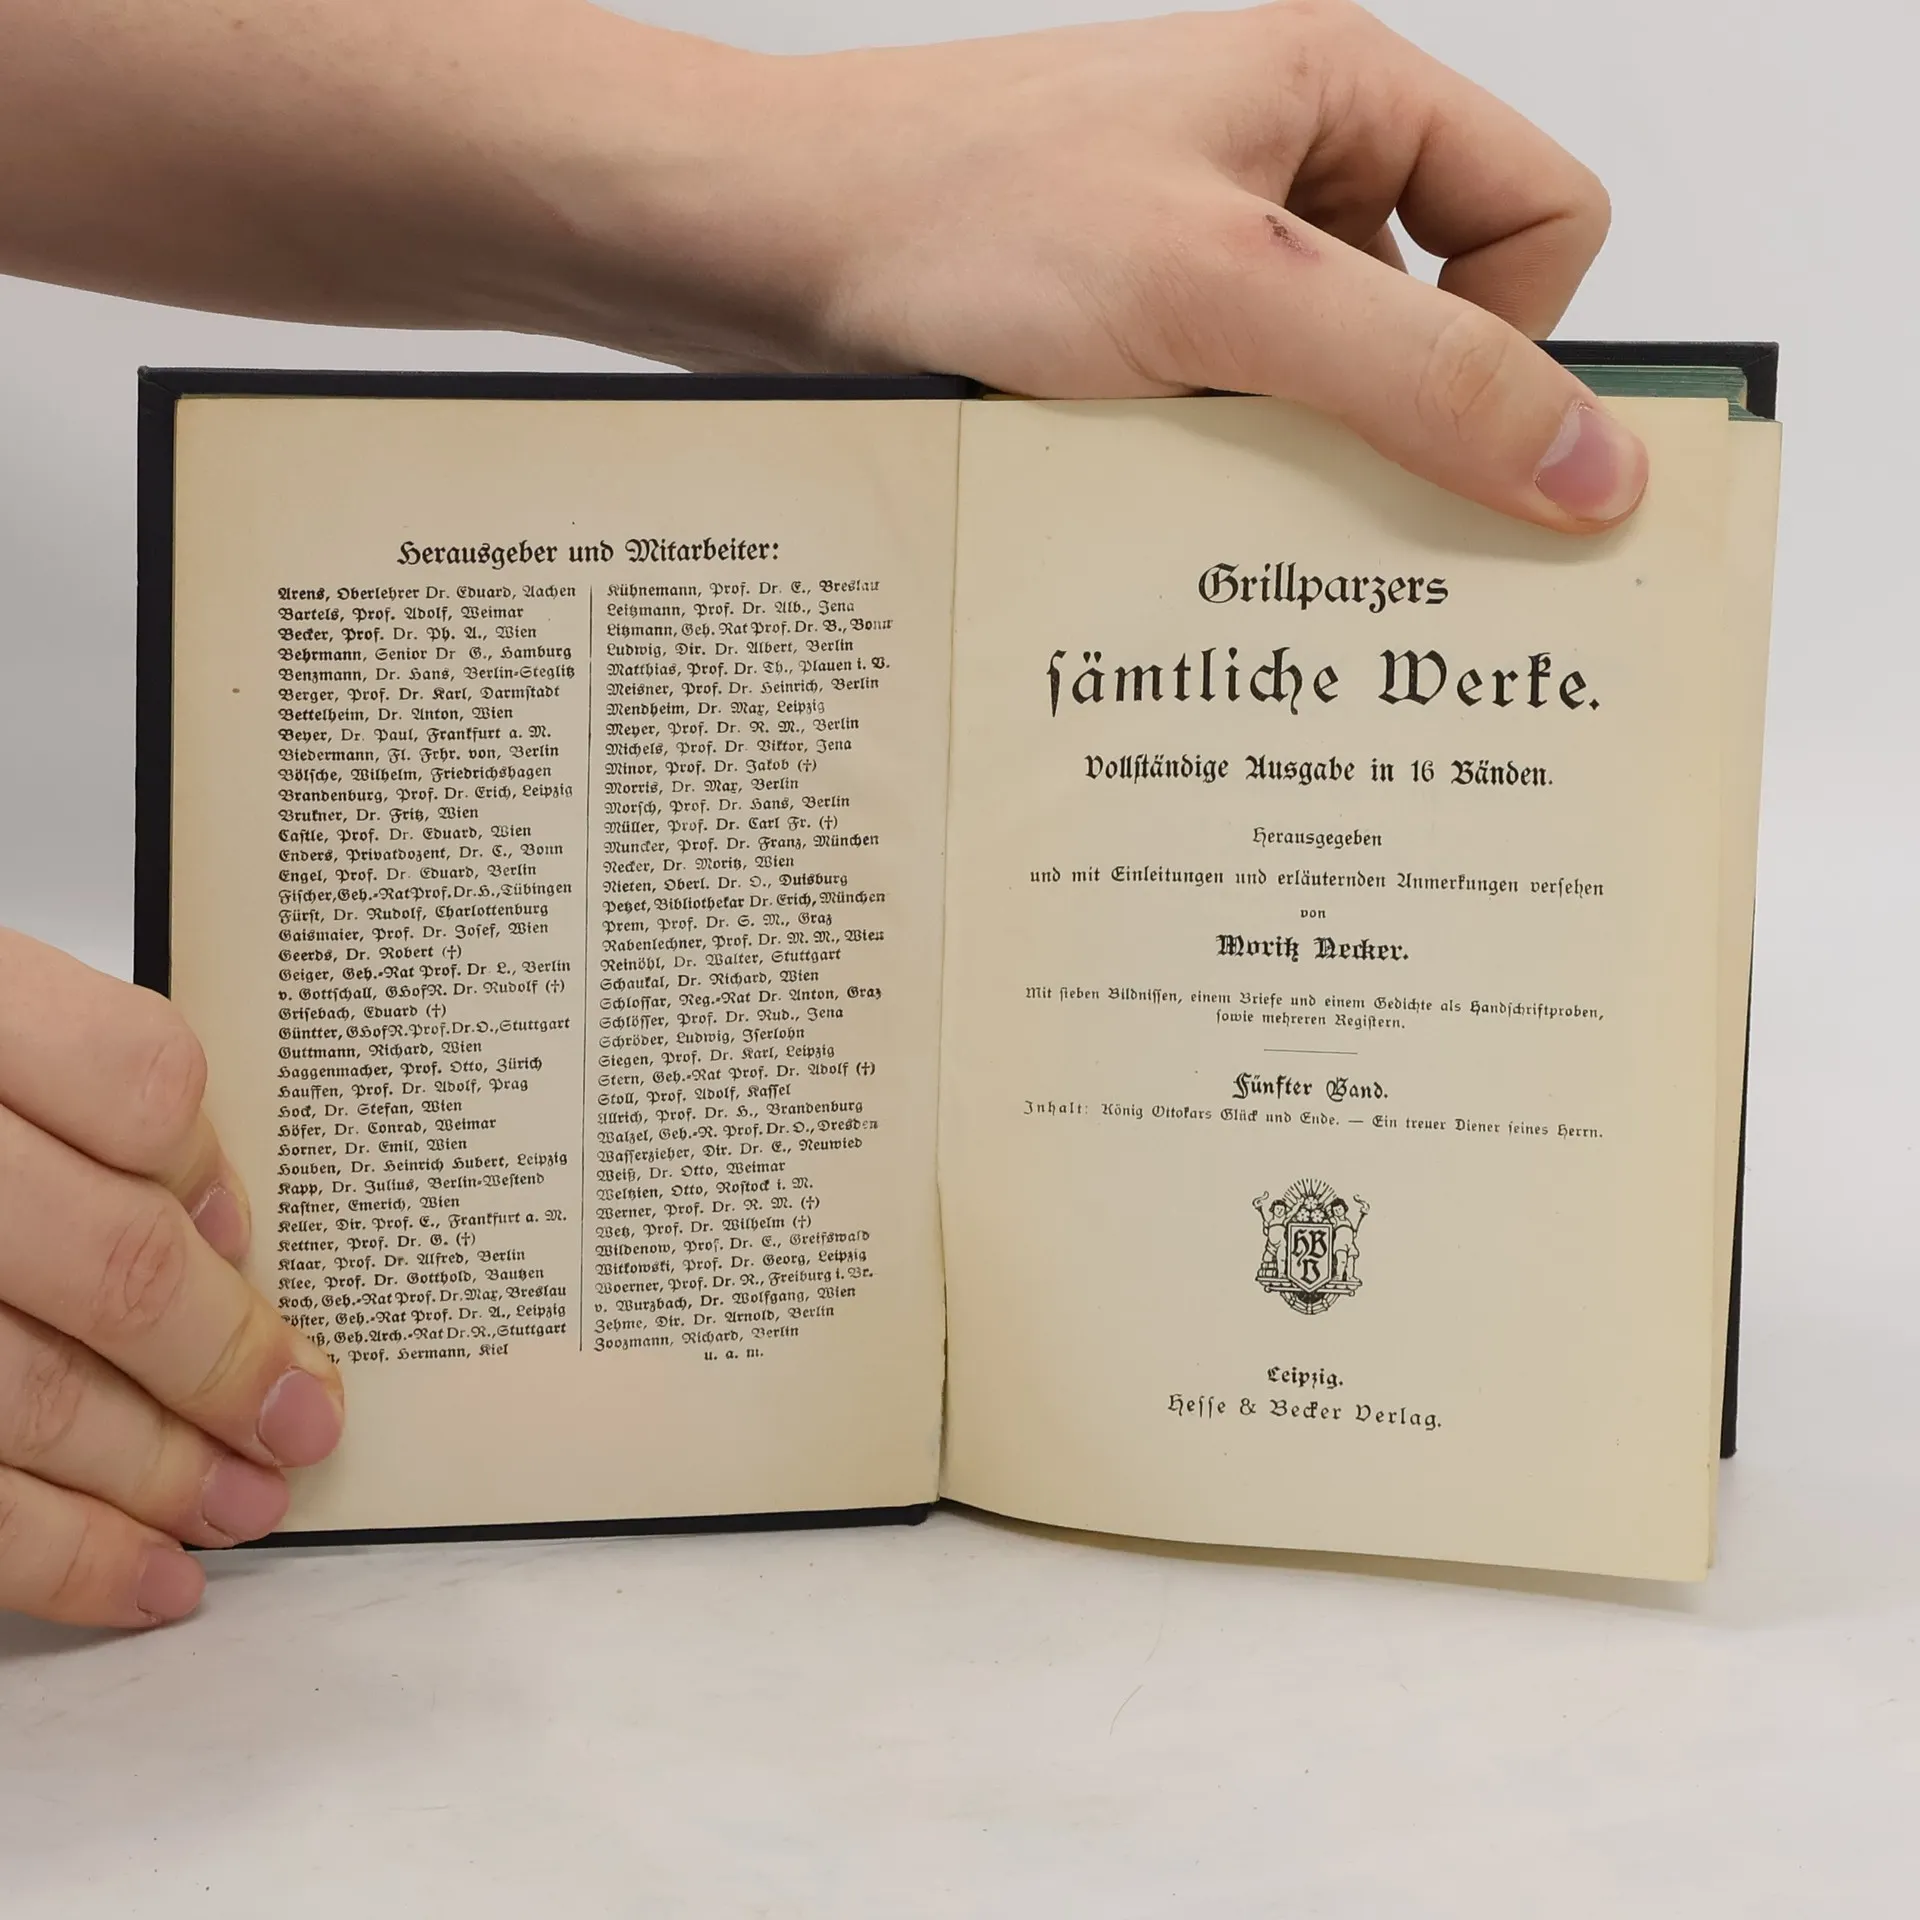 Herausgeber und Mitarbeiter:
Arens, Oberlehrer Dr. Eduard, Aachen
Bartels, Prof. Adolf, Weimar
Becker, Prof. Dr. Ph. A., Wien
Behrmann, Senior Dr G., Hamburg
Benzmann, Dr. Hans, Berlin-Steglitz
Berger, Prof. Dr. Karl, Darmſtadt
Bettelheim, Dr. Anton, Wien
Beyer, Dr. Paul, Frankfurt a. M.
Biedermann, Fl. Frhr. von, Berlin
Bölſche, Wilhelm, Friedrichshagen
Brandenburg, Prof. Dr. Erich, Leipzig
Brukner, Dr. Fritz, Wien
Caſtle, Prof. Dr. Eduard, Wien
Enders, Privatdozent, Dr. C., Bonn
Engel, Prof. Dr. Eduard, Berlin
Fiſcher, Geh.-Rat Prof. Dr. H., Tübingen
Fürſt, Dr. Rudolf, Charlottenburg
Gaismaier, Prof. Dr. Joſef, Wien
Geerds, Dr. Robert (†)
Geiger, Geh.-Rat Prof. Dr. L., Berlin
v. Gottſchall, GHofR. Dr. Rudolf (†)
Griſebach, Eduard (†)
Güntter, GHofR. Prof. Dr. O., Stuttgart
Guttmann, Richard, Wien
Haggenmacher, Prof. Otto, Zürich
Hauffen, Prof. Dr. Adolf, Prag
Hock, Dr. Stefan, Wien
Höfer, Dr. Conrad, Weimar
Horner, Dr. Emil, Wien
Houben, Dr. Heinrich Hubert, Leipzig
Kapp, Dr. Julius, Berlin-Weſtend
Kaſtner, Emerich, Wien
Keller, Dir. Prof. E., Frankfurt a. M.
Kettner, Prof. Dr. G. (†)
Klaar, Prof. Dr. Alfred, Berlin
Klee, Prof. Dr. Gotthold, Bautzen
Koch, Geh.-Rat Prof. Dr. Max, Breslau
Köſter, Geh.-Rat Prof. Dr. A., Leipzig
Geh. Arch.-Rat Dr. R., Stuttgart
Prof. Hermann, Kiel
Kühnemann, Prof. Dr. E., Breslau
Leitzmann, Prof. Dr. Alb., Jena
Litzmann, Geh. Rat Prof. Dr. B., Bonn
Ludwig, Dir. Dr. Albert, Berlin
Matthias, Prof. Dr. Th., Plauen i. V.
Meisner, Prof. Dr. Heinrich, Berlin
Mendheim, Dr. Max, Leipzig
Meyer, Prof. Dr. R. M., Berlin
Michels, Prof. Dr. Viktor, Jena
Minor, Prof. Dr. Jakob (†)
Morris, Dr. Max, Berlin
Morſch, Prof. Dr. Hans, Berlin
Müller, Prof. Dr. Carl Fr. (†)
Muncker, Prof. Dr. Franz, München
Necker, Dr. Moritz, Wien
Nieten, Oberl. Dr. O., Duisburg
Petzet, Bibliothekar Dr. Erich, München
Prem, Prof. Dr. S. M., Graz
Rabenlechner, Prof. Dr. M. M., Wien
Reinöhl, Dr. Walter, Stuttgart
Schaukal, Dr. Richard, Wien
Schloſſar, Reg.-Rat Dr. Anton, Graz
Schlöſſer, Prof. Dr. Rud., Jena
Schröder, Ludwig, Iſerlohn
Siegen, Prof. Dr. Karl, Leipzig
Stern, Geh.-Rat Prof. Dr. Adolf (†)
Stoll, Prof. Adolf, Kaſſel
Ullrich, Prof. Dr. H., Brandenburg
Walzel, Geh.-R. Prof. Dr. O., Dresden
Waſſerzieher, Dir. Dr. E., Neuwied
Weiß, Dr. Otto, Weimar
Weltzien, Otto, Roſtock i. M.
Werner, Prof. Dr. R. M. (†)
Wetz, Prof. Dr. Wilhelm (†)
Wildenow, Prof. Dr. E., Greifswald
Witkowski, Prof. Dr. Georg, Leipzig
Woerner, Prof. Dr. R., Freiburg i. Br.
v. Wurzbach, Dr. Wolfgang, Wien
Zehme, Dir. Dr. Arnold, Berlin
Zoozmann, Richard, Berlin
u. a. m.
Grillparzers
ſämtliche Werke.
Vollſtändige Ausgabe in 16 Bänden.
Herausgegeben
und mit Einleitungen und erläuternden Anmerkungen verſehen
von
Moritz Necker.
Mit ſieben Bildniſſen, einem Briefe und einem Gedichte als Handſchriftproben,
ſowie mehreren Regiſtern.
Fünfter Band.
Inhalt: König Ottokars Glück und Ende. — Ein treuer Diener ſeines Herrn.
HB
V
Leipzig.
Heſſe & Becker Verlag.